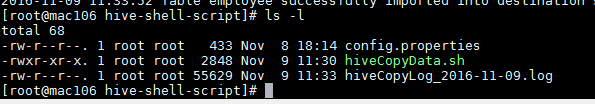 2016-11-09 11:33:52 Table employee successfully imported into destination s
[root@mac106 hive-shell-script]# ls -l
total 68
-rw-r--r--. 1 root root   433 Nov  8 18:14 config.properties
-rwxr-xr-x. 1 root root  2848 Nov  9 11:30 hiveCopyData.sh
-rw-r--r--. 1 root root 55629 Nov  9 11:33 hiveCopyLog_2016-11-09.log
[root@mac106 hive-shell-script]#